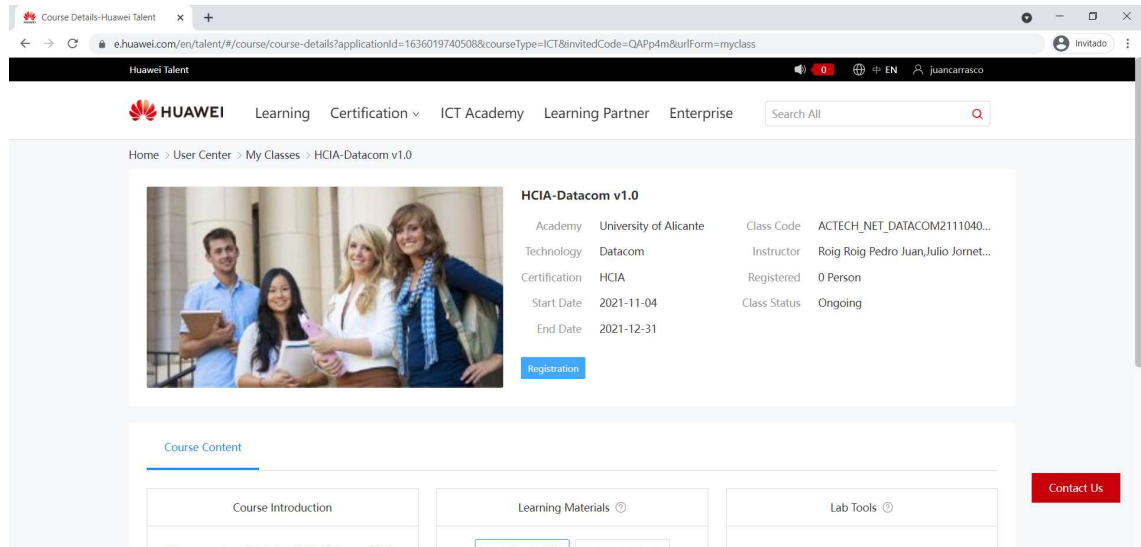 Course Details-Huawei Talent
e.huawei.com/en/talent/#/course/course-details?applicationId=1636019740508&courseType=ICT&invitedCode=QAPp4m&urlForm=myclass
Invitado
Huawei Talent
0
中 EN
juancarrasco
HUAWEI
Learning
Certification
ICT Academy
Learning Partner
Enterprise
Search All
Home > User Center > My Classes > HCIA-Datacom v1.0
HCIA-Datacom v1.0
Academy University of Alicante
Class Code ACTECH_NET_DATACOM2111040...
Technology Datacom
Instructor Roig Roig Pedro Juan,Julio Jornet...
Certification HCIA
Registered 0 Person
Start Date 2021-11-04
Class Status Ongoing
End Date 2021-12-31
Registration
Course Content
Contact Us
Course Introduction
Learning Materials
Lab Tools